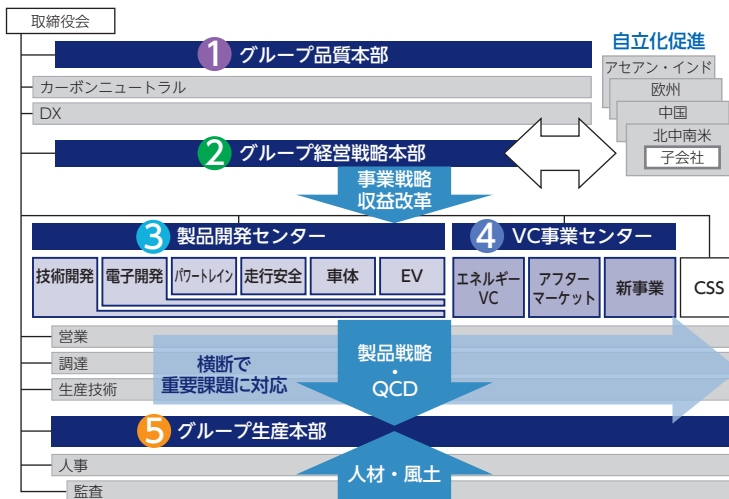 取締役会
1 グループ品質本部
カーボンニュートラル
DX
2 グループ経営戦略本部
自立化促進
アセアン・インド
欧州
中国
北中南米
子会社
事業戦略
収益改革
3 製品開発センター
4 VC事業センター
技術開発
電子開発
パワートレイン
走行安全
車体
EV
エネルギー
VC
アフター
マーケット
新事業
CSS
営業
調達
生産技術
横断で
重要課題に対応
製品戦略
・
QCD
5 グループ生産本部
人事
監査
人材・風土